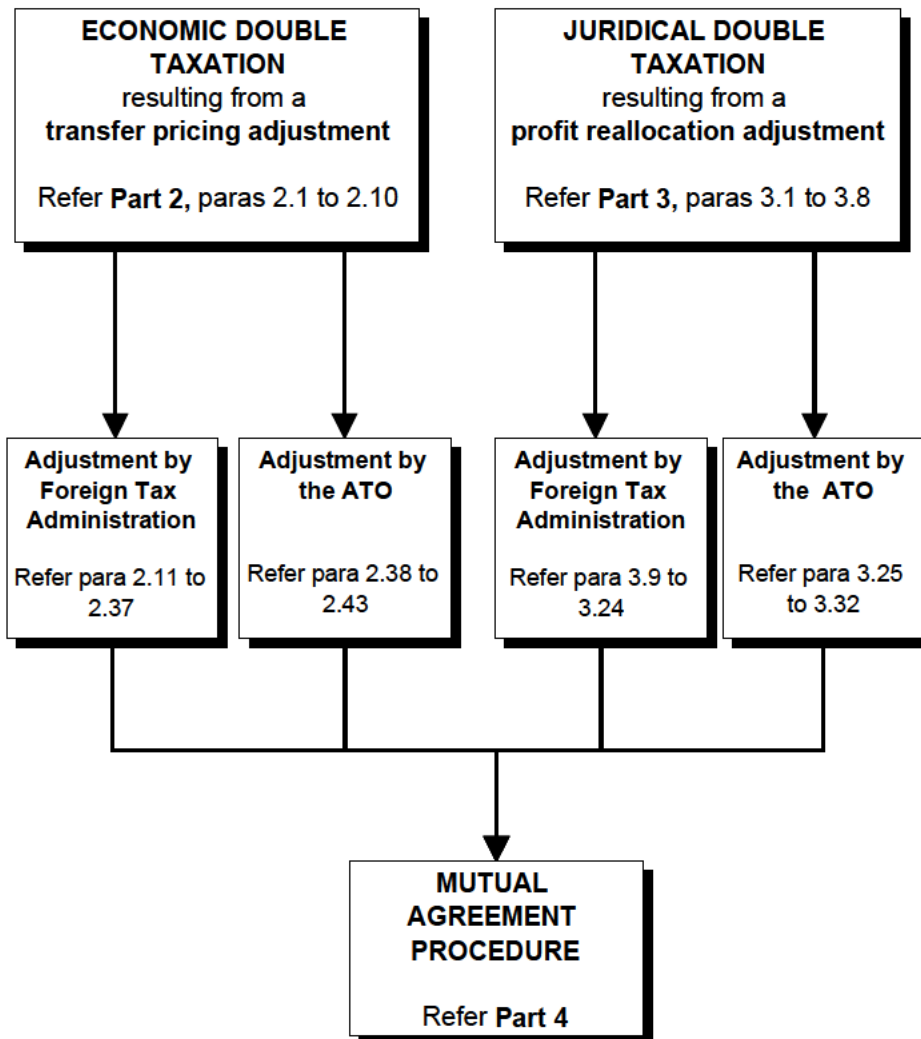 ECONOMIC DOUBLE
TAXATION
resulting from a
transfer pricing adjustment
Refer Part 2, paras 2.1 to 2.10
JURIDICAL DOUBLE
TAXATION
resulting from a
profit reallocation adjustment
Refer Part 3, paras 3.1 to 3.8
Adjustment by
Foreign Tax
Administration
Refer para 2.11 to
2.37
Adjustment by
the ATO
Refer para 2.38 to
2.43
Adjustment by
Foreign Tax
Administration
Refer para 3.9 to
3.24
Adjustment by
the ATO
Refer para 3.25
to 3.32
MUTUAL
AGREEMENT
PROCEDURE
Refer Part 4